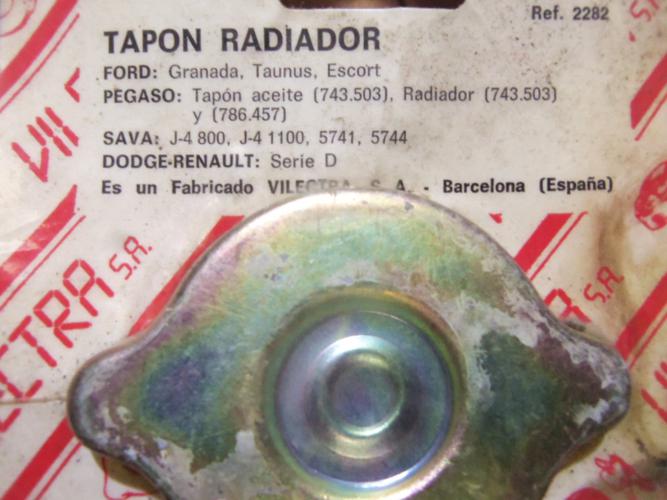 Ref. 2282
TAPON RADIADOR
FORD: Granada, Taunus, Escort
PEGASO: Tapón aceite (743.503), Radiador (743.503)
y (786.457)
SAVA: J-4 800, J-4 1100, 5741, 5744
DODGE-RENAULT: Serie D
Es un Fabricado VILECTRA S. A. - Barcelona (España)
S.A.
S.A.